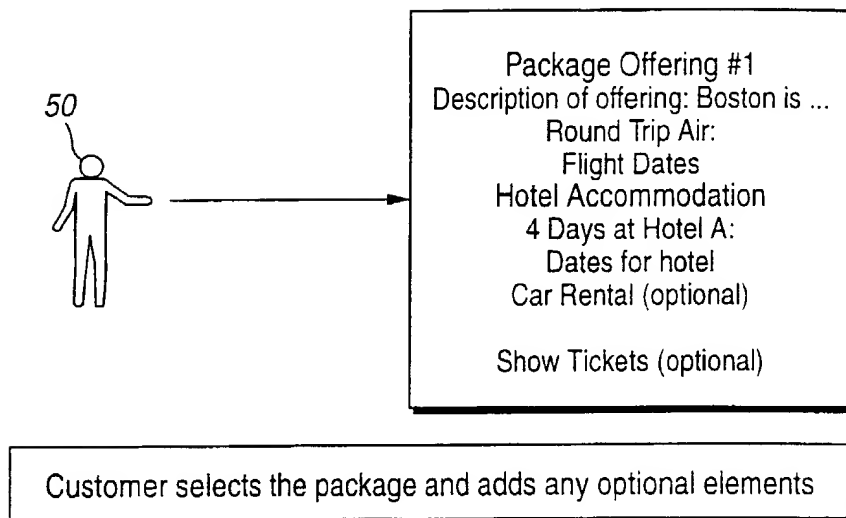 50
Package Offering #1
Description of offering: Boston is ...
Round Trip Air:
Flight Dates
Hotel Accommodation
4 Days at Hotel A:
Dates for hotel
Car Rental (optional)
Show Tickets (optional)
Customer selects the package and adds any optional elements